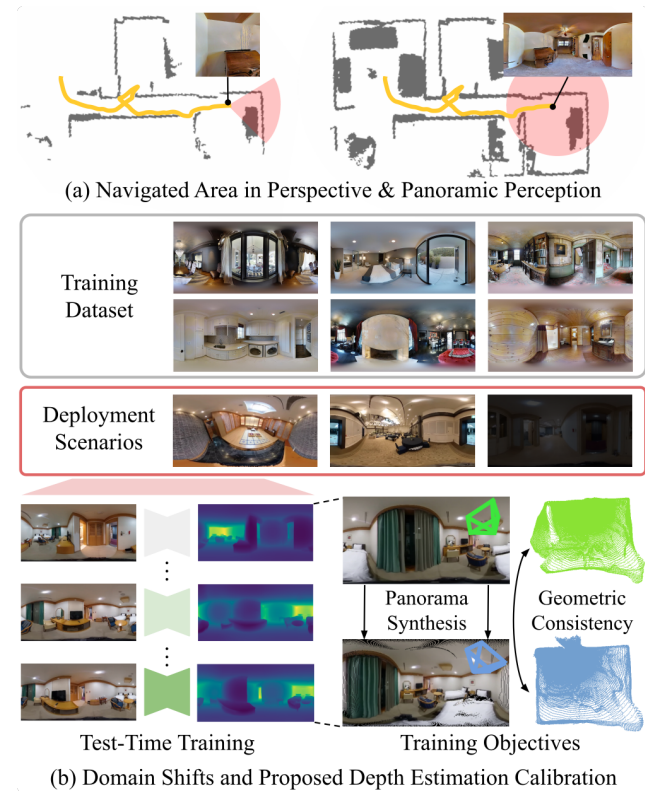 (a) Navigated Area in Perspective & Panoramic Perception
Training
Dataset
Deployment
Scenarios
Panorama
Synthesis
Geometric
Consistency
Test-Time Training
Training Objectives
(b) Domain Shifts and Proposed Depth Estimation Calibration